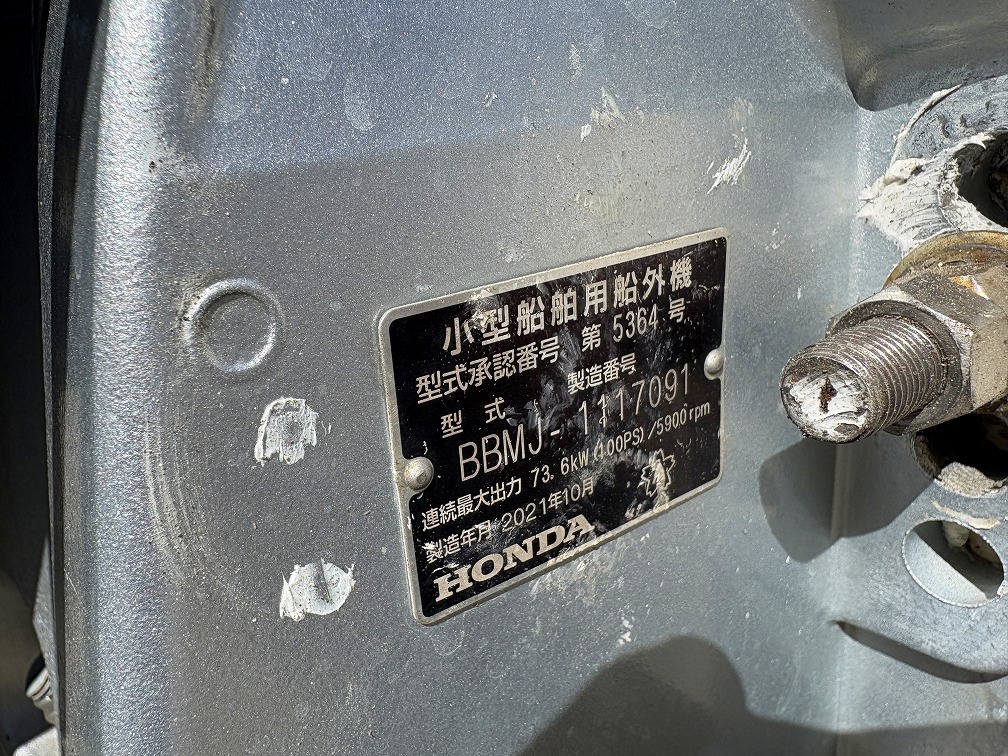 小型船舶用船外機
型式承認番号 第 5364 号
型式 製造番号
BBMJ-1117091
連続最大出力 73.6kW(100PS)/5900rpm
製造年月 2021年10月
HONDA